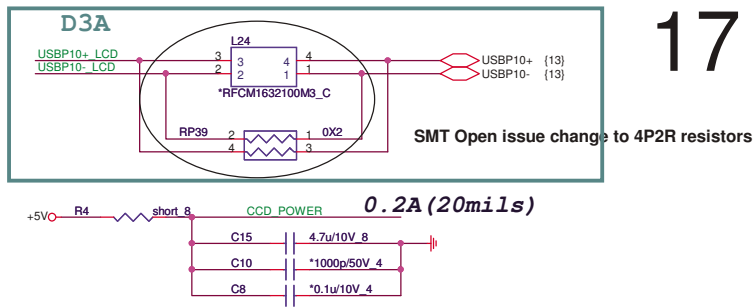 D3A
17
L24
USBP10+_LCD 3 3 4 4 USBP10+ {13}
USBP10-_LCD 2 2 1 1 USBP10- {13}
*RFCM1632100M3_C
RP39 2 1 0X2
4 3
SMT Open issue change to 4P2R resistors
+5V R4 short_8 CCD_POWER 0.2A(20mils)
C15 4.7u/10V_8
C10 *1000p/50V_4
C8 *0.1u/10V_4